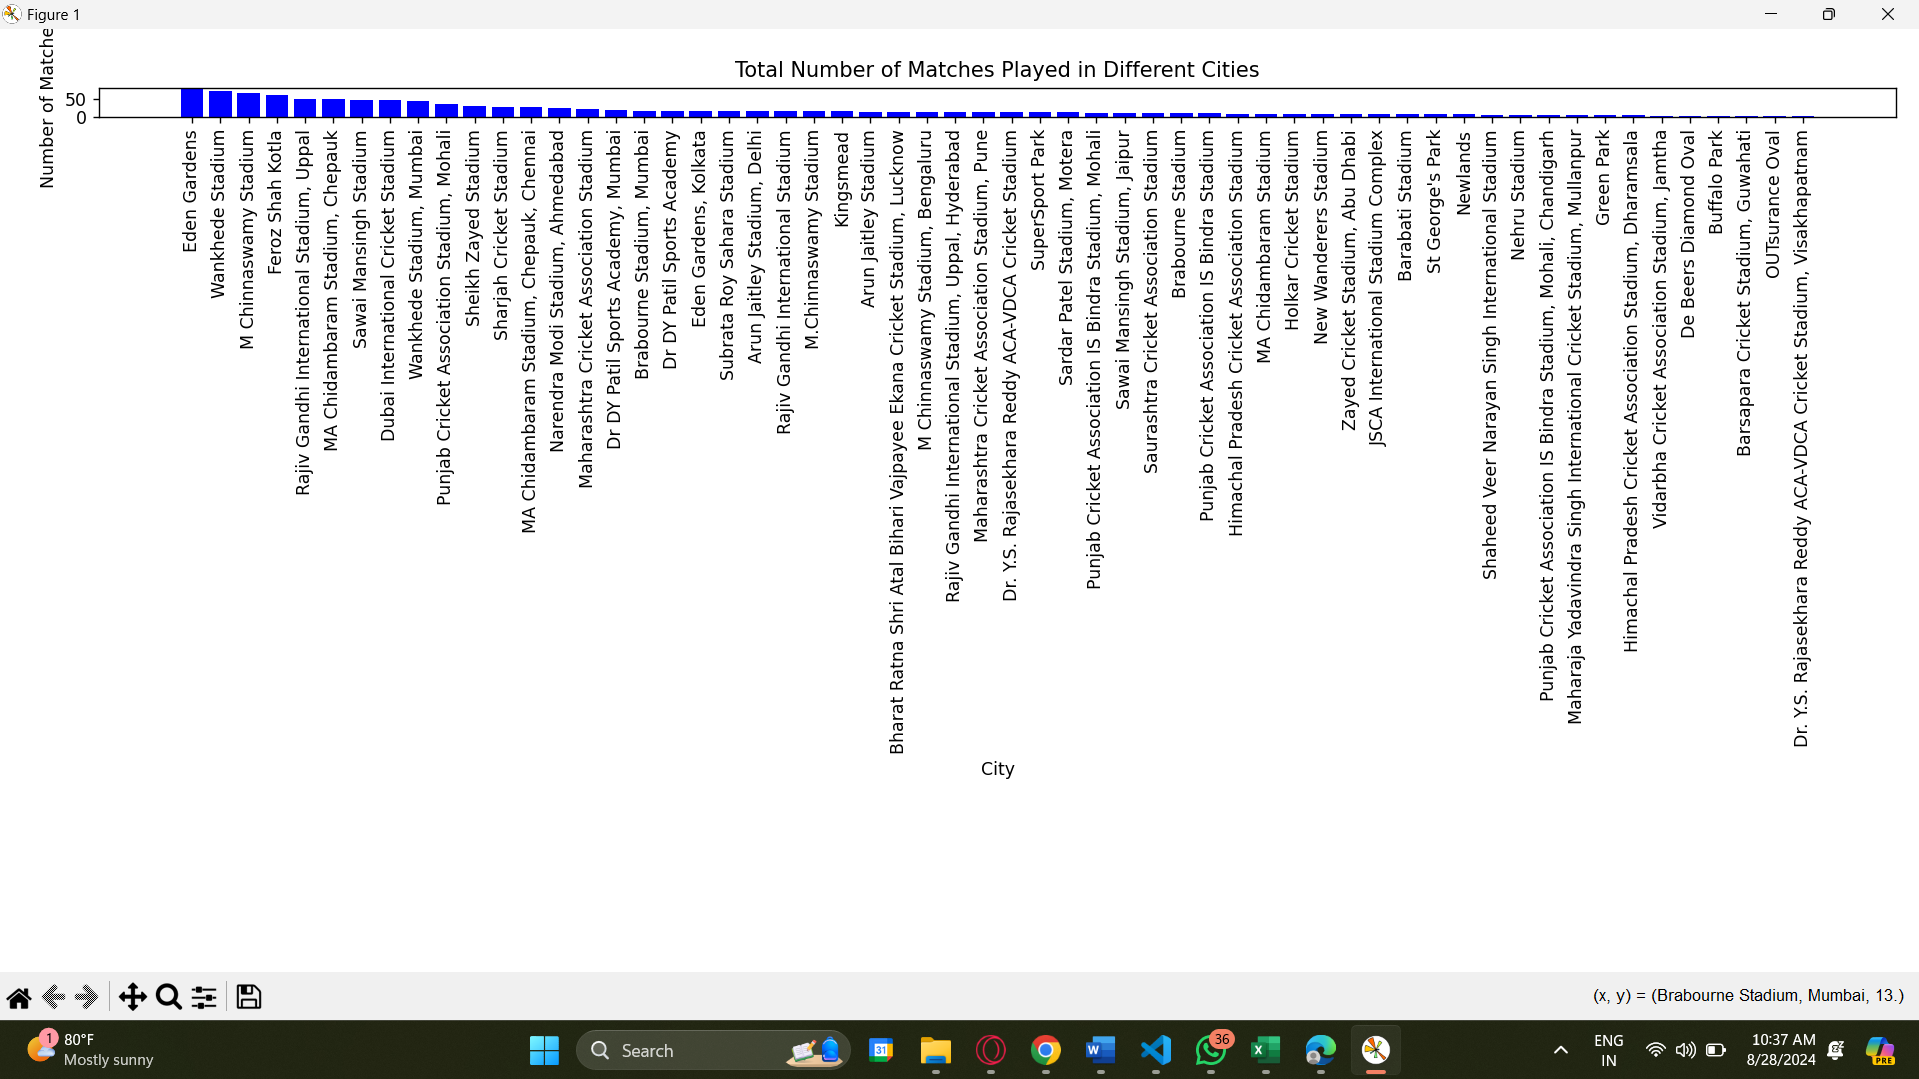 Figure 1
Total Number of Matches Played in Different Cities
Number of Matche
50
0
Eden Gardens
Wankhede Stadium
M Chinnaswamy Stadium
Feroz Shah Kotla
Rajiv Gandhi International Stadium, Uppal
MA Chidambaram Stadium, Chepauk
Sawai Mansingh Stadium
Dubai International Cricket Stadium
Wankhede Stadium, Mumbai
Punjab Cricket Association Stadium, Mohali
Sheikh Zayed Stadium
Sharjah Cricket Stadium
MA Chidambaram Stadium, Chepauk, Chennai
Narendra Modi Stadium, Ahmedabad
Maharashtra Cricket Association Stadium
Dr DY Patil Sports Academy, Mumbai
Brabourne Stadium, Mumbai
Dr DY Patil Sports Academy
Eden Gardens, Kolkata
Subrata Roy Sahara Stadium
Arun Jaitley Stadium, Delhi
Rajiv Gandhi International Stadium
M.Chinnaswamy Stadium
Kingsmead
Arun Jaitley Stadium
Bharat Ratna Shri Atal Bihari Vajpayee Ekana Cricket Stadium, Lucknow
M Chinnaswamy Stadium, Bengaluru
Rajiv Gandhi International Stadium, Uppal, Hyderabad
Maharashtra Cricket Association Stadium, Pune
Dr. Y.S. Rajasekhara Reddy ACA-VDCA Cricket Stadium
SuperSport Park
Sardar Patel Stadium, Motera
Punjab Cricket Association IS Bindra Stadium, Mohali
Sawai Mansingh Stadium, Jaipur
Saurashtra Cricket Association Stadium
Brabourne Stadium
Punjab Cricket Association IS Bindra Stadium
Himachal Pradesh Cricket Association Stadium
MA Chidambaram Stadium
Holkar Cricket Stadium
New Wanderers Stadium
Zayed Cricket Stadium, Abu Dhabi
JSCA International Stadium Complex
Barabati Stadium
St George's Park
Newlands
Shaheed Veer Narayan Singh International Stadium
Nehru Stadium
Punjab Cricket Association IS Bindra Stadium, Mohali, Chandigarh
Maharaja Yadavindra Singh International Cricket Stadium, Mullanpur
Green Park
Himachal Pradesh Cricket Association Stadium, Dharamsala
Vidarbha Cricket Association Stadium, Jamtha
De Beers Diamond Oval
Buffalo Park
Barsapara Cricket Stadium, Guwahati
OUTsurance Oval
Dr. Y.S. Rajasekhara Reddy ACA-VDCA Cricket Stadium, Visakhapatnam
City
(x, y) = (Brabourne Stadium, Mumbai, 13.)
1
80°F
Mostly sunny
Search
31
36
ENG
IN
10:37 AM
8/28/2024
PRE